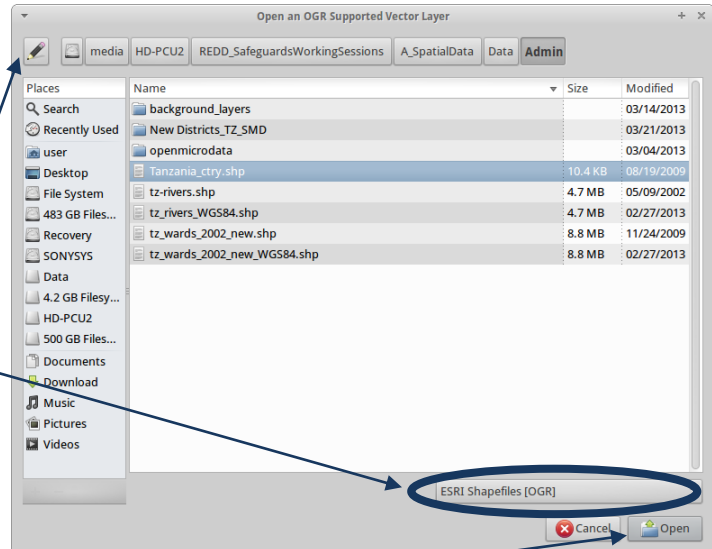 Open an OGR Supported Vector Layer
media HD-PCU2 REDD_SafeguardsWorkingSessions A_SpatialData Data Admin
Places
Search
Recently Used
user
Desktop
File System
483 GB Files...
Recovery
SONYSYS
Data
4.2 GB Filesy...
HD-PCU2
500 GB Files...
Documents
Download
Music
Pictures
Videos
Name Size Modified
background_layers 03/14/2013
New Districts_TZ_SMD 03/21/2013
openmicrodata 03/04/2013
Tanzania_ctry.shp 10.4 KB 08/19/2009
tz-rivers.shp 4.7 MB 05/09/2002
tz_rivers_WGS84.shp 4.7 MB 02/27/2013
tz_wards_2002_new.shp 8.8 MB 11/24/2009
tz_wards_2002_new_WGS84.shp 8.8 MB 02/27/2013
ESRI Shapefiles [OGR]
Cancel Open